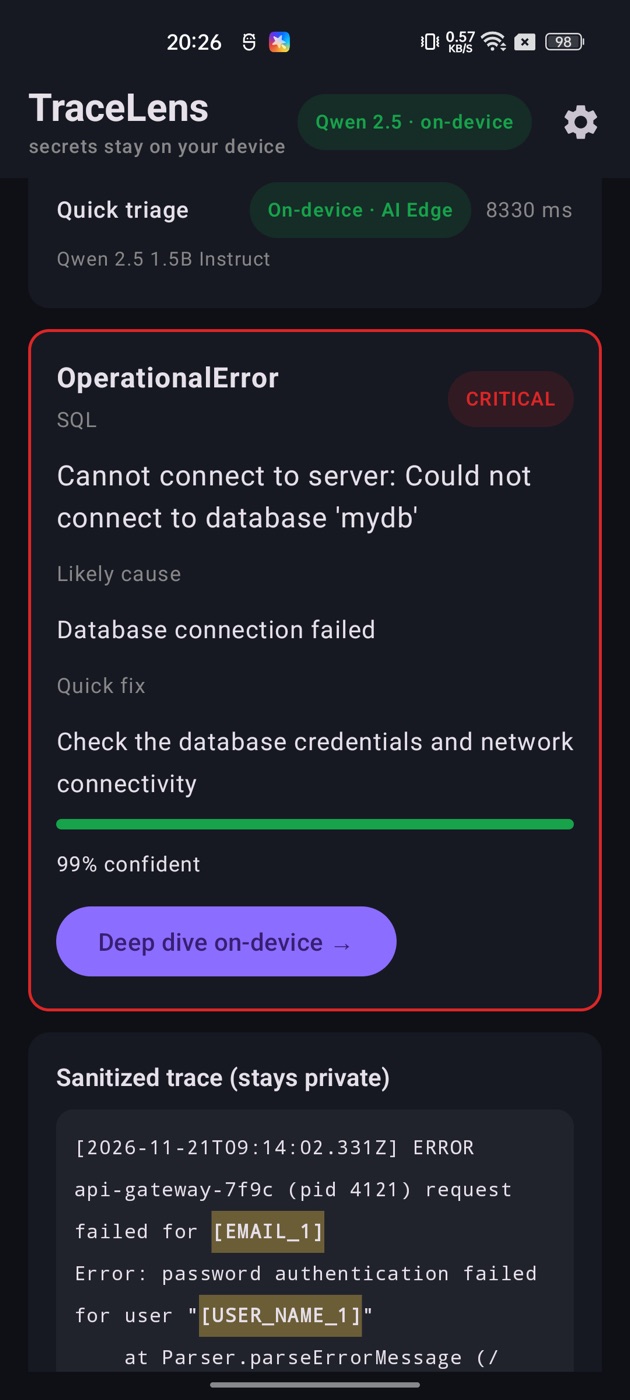 20:26
0.57 KB/S
98
TraceLens
secrets stay on your device
Qwen 2.5 · on-device
Quick triage
On-device · AI Edge
8330 ms
Qwen 2.5 1.5B Instruct
OperationalError
SQL
CRITICAL
Cannot connect to server: Could not
connect to database 'mydb'
Likely cause
Database connection failed
Quick fix
Check the database credentials and network
connectivity
99% confident
Deep dive on-device →
Sanitized trace (stays private)
[2026-11-21T09:14:02.331Z] ERROR
api-gateway-7f9c (pid 4121) request
failed for [EMAIL_1]
Error: password authentication failed
for user "[USER_NAME_1]"
at Parser.parseErrorMessage (/